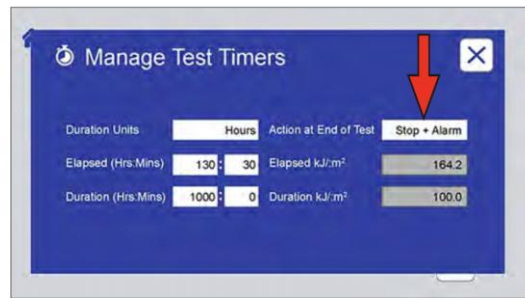 Manage Test Timers
Duration Units Hours Action at End of Test Stop + Alarm
Elapsed (Hrs:Mins) 130 : 30 Elapsed kJ/:m² 164.2
Duration (Hrs:Mins) 1000 : 0 Duration kJ/:m² 100.0